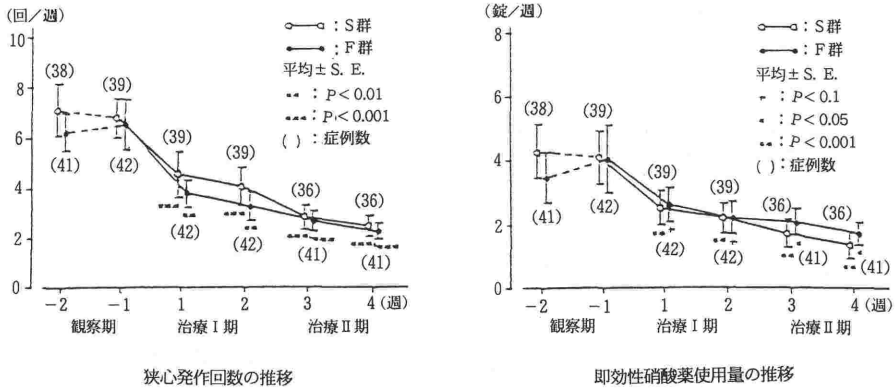 (回／週)
10
8
6
4
2
0
(38)
(39)
(39)
(39)
(36)
(36)
(41)
(42)
(42)
(42)
(41)
(41)
：S群
：F群
平均±S. E.
：P＜0.01
：P＜0.001
( )：症例数
−2 −1 1 2 3 4 (週)
観察期 治療Ⅰ期 治療Ⅱ期
狭心発作回数の推移
(錠／週)
8
6
4
2
0
(38)
(39)
(39)
(39)
(36)
(36)
(41)
(42)
(42)
(42)
(41)
(41)
：S群
：F群
平均±S. E.
：P＜0.1
：P＜0.05
：P＜0.001
( )：症例数
−2 −1 1 2 3 4 (週)
観察期 治療Ⅰ期 治療Ⅱ期
即効性硝酸薬使用量の推移